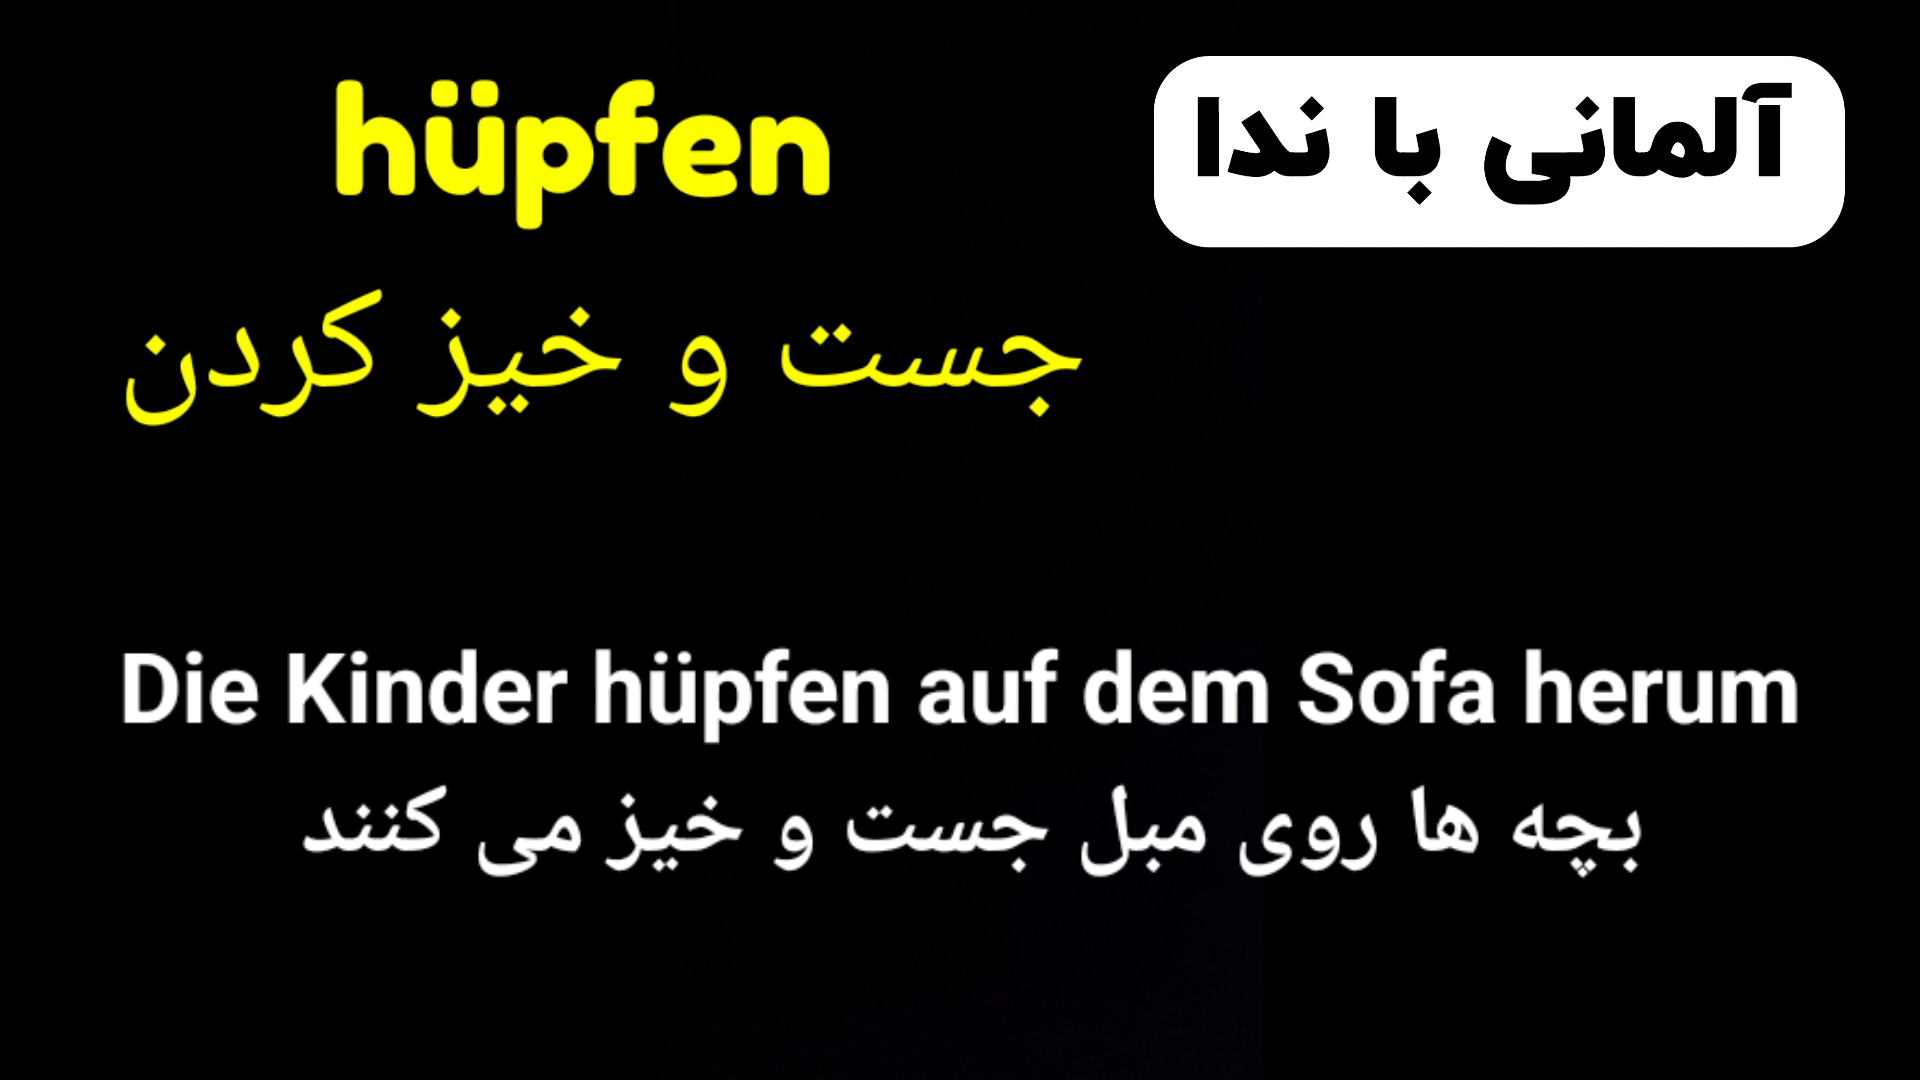 hüpfen
آلمانی با ندا
جست و خیز کردن
Die Kinder hüpfen auf dem Sofa herum
بچه ها روی مبل جست و خیز می کنند